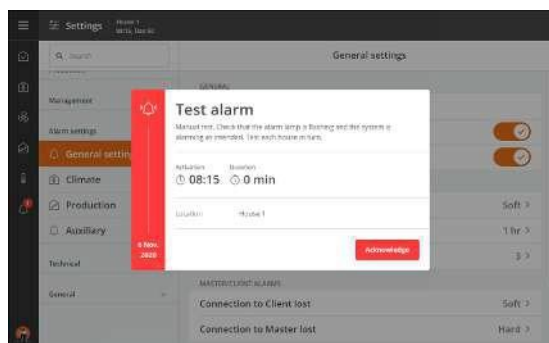 Settings
House 1
Search
General settings
GENERAL
Management
Alarm settings
General settin
Climate
Production
Auxiliary
Technical
General
Test alarm
Manual test. Check that the alarm lamp is flashing and the system is
alarming as intended. Test each house in turn.
Activation Duration
08:15 0 min
Location House 1
6 Nov.
2020
Acknowledge
Soft
1 hr
3
MASTER/CLIENT ALARMS
Connection to Client lost Soft
Connection to Master lost Hard